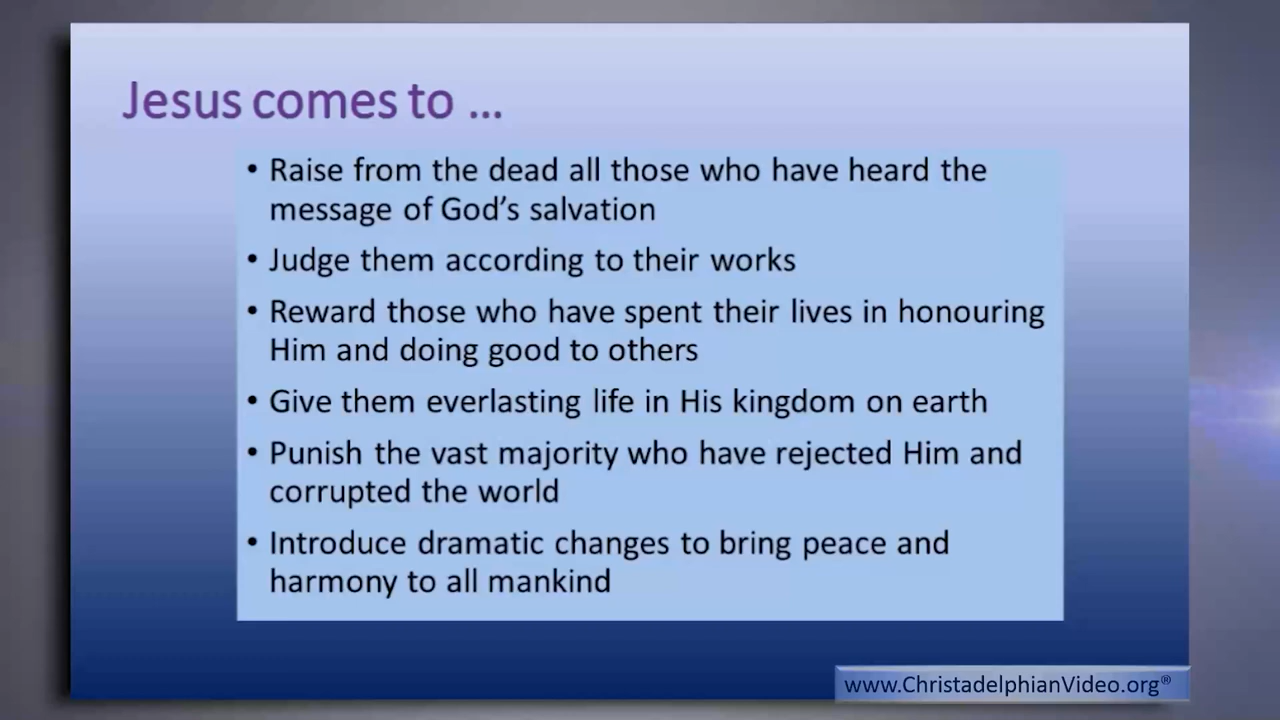 Jesus comes to ...
• Raise from the dead all those who have heard the
message of God’s salvation
• Judge them according to their works
• Reward those who have spent their lives in honouring
Him and doing good to others
• Give them everlasting life in His kingdom on earth
• Punish the vast majority who have rejected Him and
corrupted the world
• Introduce dramatic changes to bring peace and
harmony to all mankind
www.ChristadelphianVideo.org®